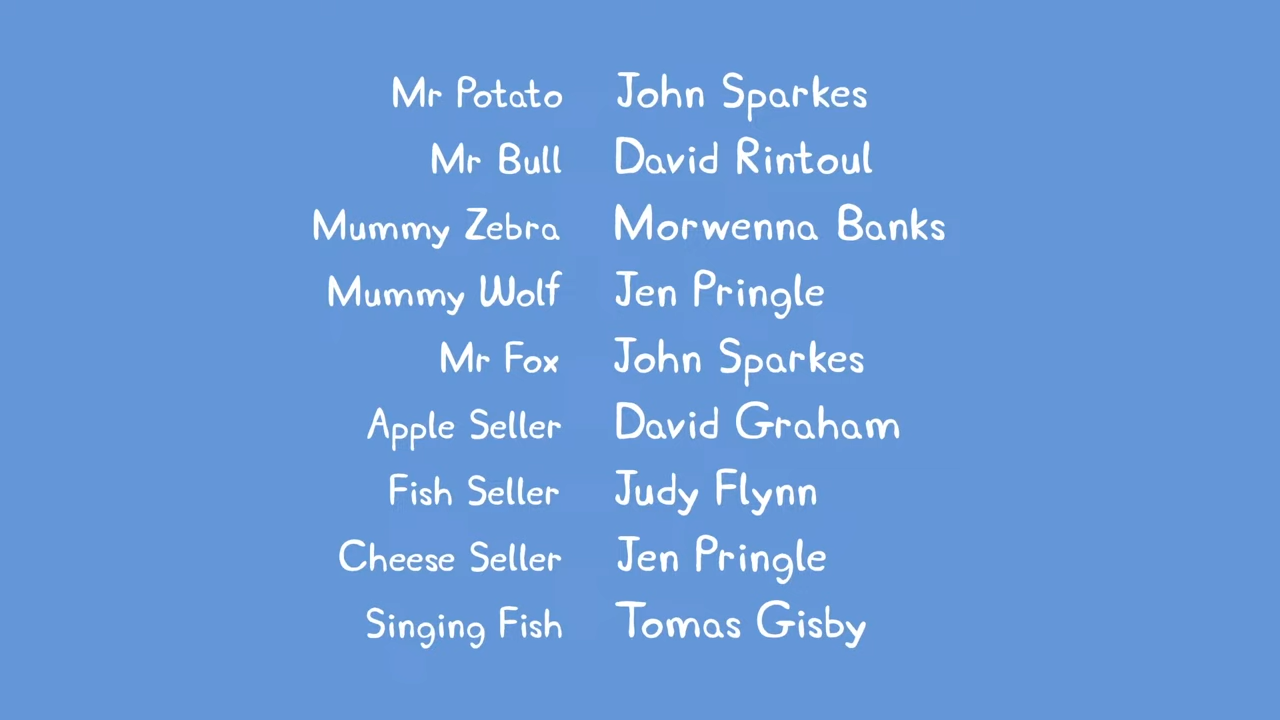 Mr Potato John Sparkes
Mr Bull David Rintoul
Mummy Zebra Morwenna Banks
Mummy Wolf Jen Pringle
Mr Fox John Sparkes
Apple Seller David Graham
Fish Seller Judy Flynn
Cheese Seller Jen Pringle
Singing Fish Tomas Gisby